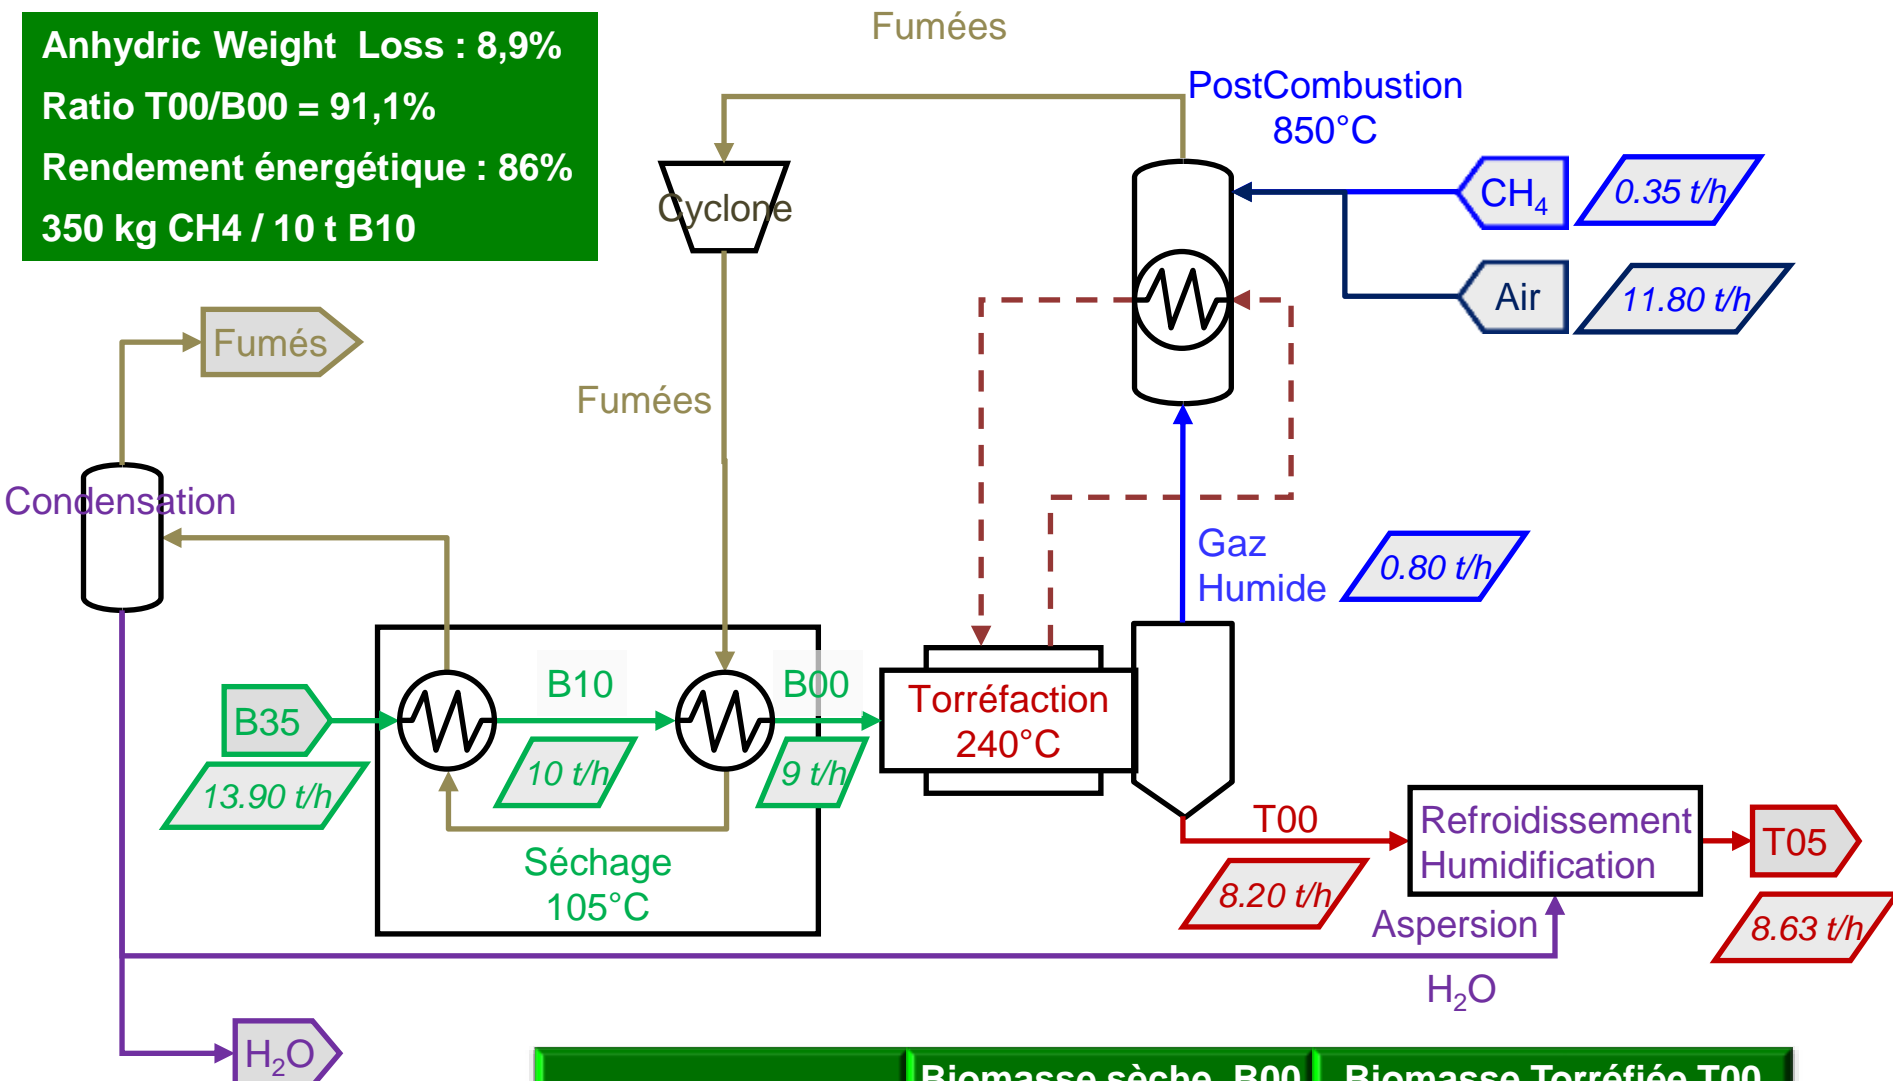 Anhydric Weight Loss : 8,9%
Ratio T00/B00 = 91,1%
Rendement énergétique : 86%
350 kg CH4 / 10 t B10
Fumées
PostCombustion
850°C
CH4
0.35 t/h
Air
11.80 t/h
Cyclone
Fumés
Fumées
Condensation
Gaz
Humide
0.80 t/h
B35
13.90 t/h
B10
10 t/h
B00
9 t/h
Séchage
105°C
Torréfaction
240°C
T00
8.20 t/h
Refroidissement
Humidification
T05
8.63 t/h
Aspersion
H2O
H2O
Biomasse sèche B00
Biomasse Torréfiée T00